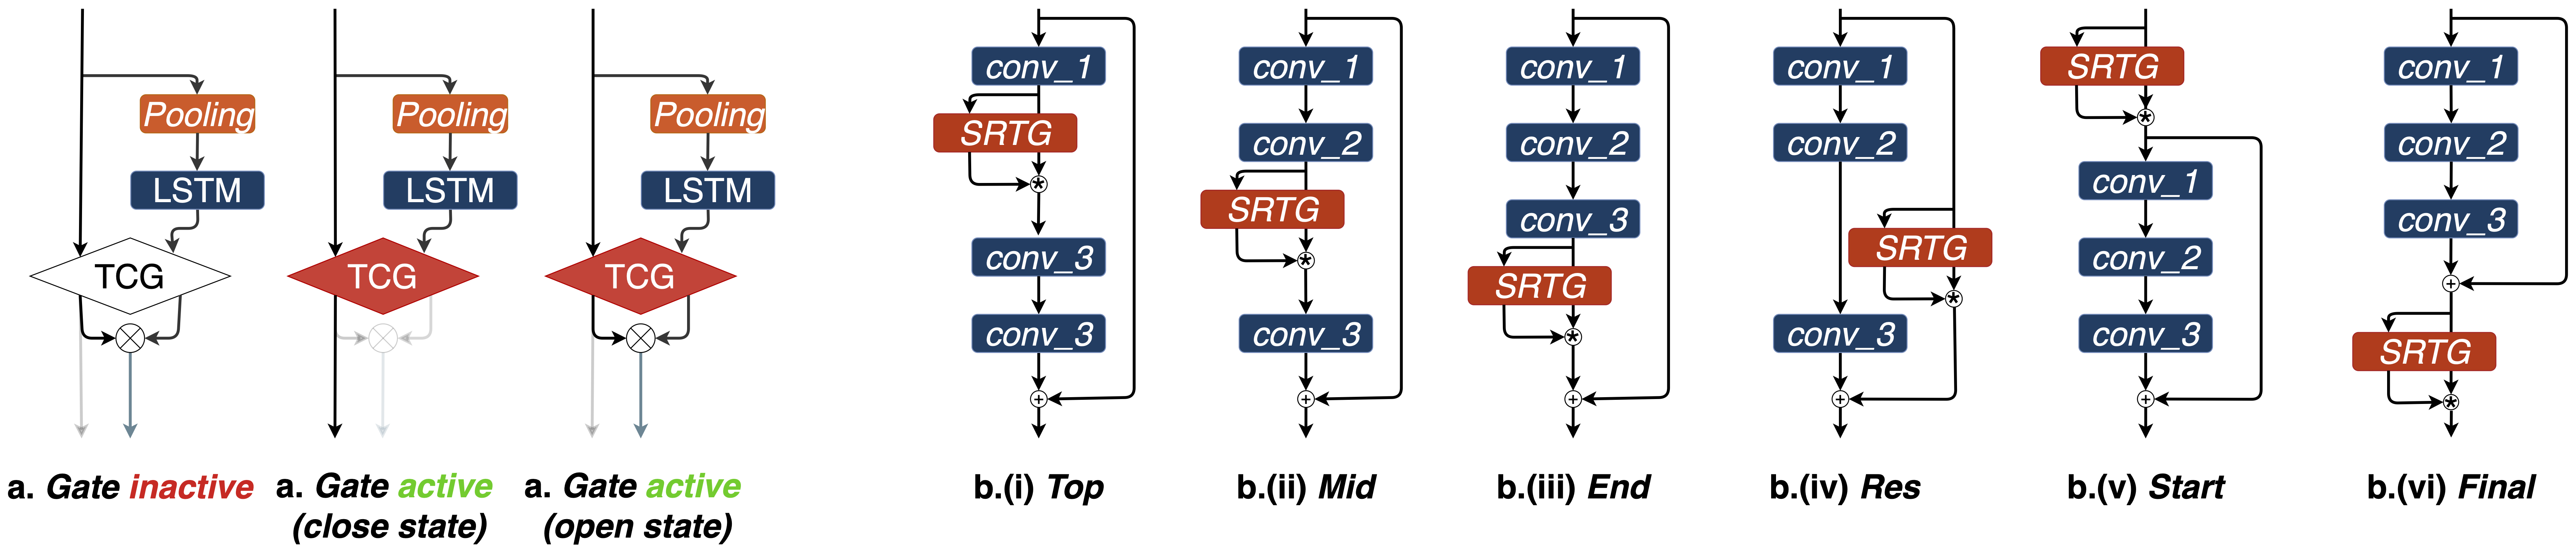 Pooling
LSTM
TCG
a. Gate inactive
Pooling
LSTM
TCG
a. Gate active
(close state)
Pooling
LSTM
TCG
a. Gate active
(open state)
conv_1
SRTG
*
conv_3
conv_3
+
b.(i) Top
conv_1
conv_2
SRTG
*
conv_3
+
b.(ii) Mid
conv_1
conv_2
conv_3
SRTG
*
+
b.(iii) End
conv_1
conv_2
SRTG
*
conv_3
+
b.(iv) Res
SRTG
*
conv_1
conv_2
conv_3
+
b.(v) Start
conv_1
conv_2
conv_3
+
SRTG
*
b.(vi) Final